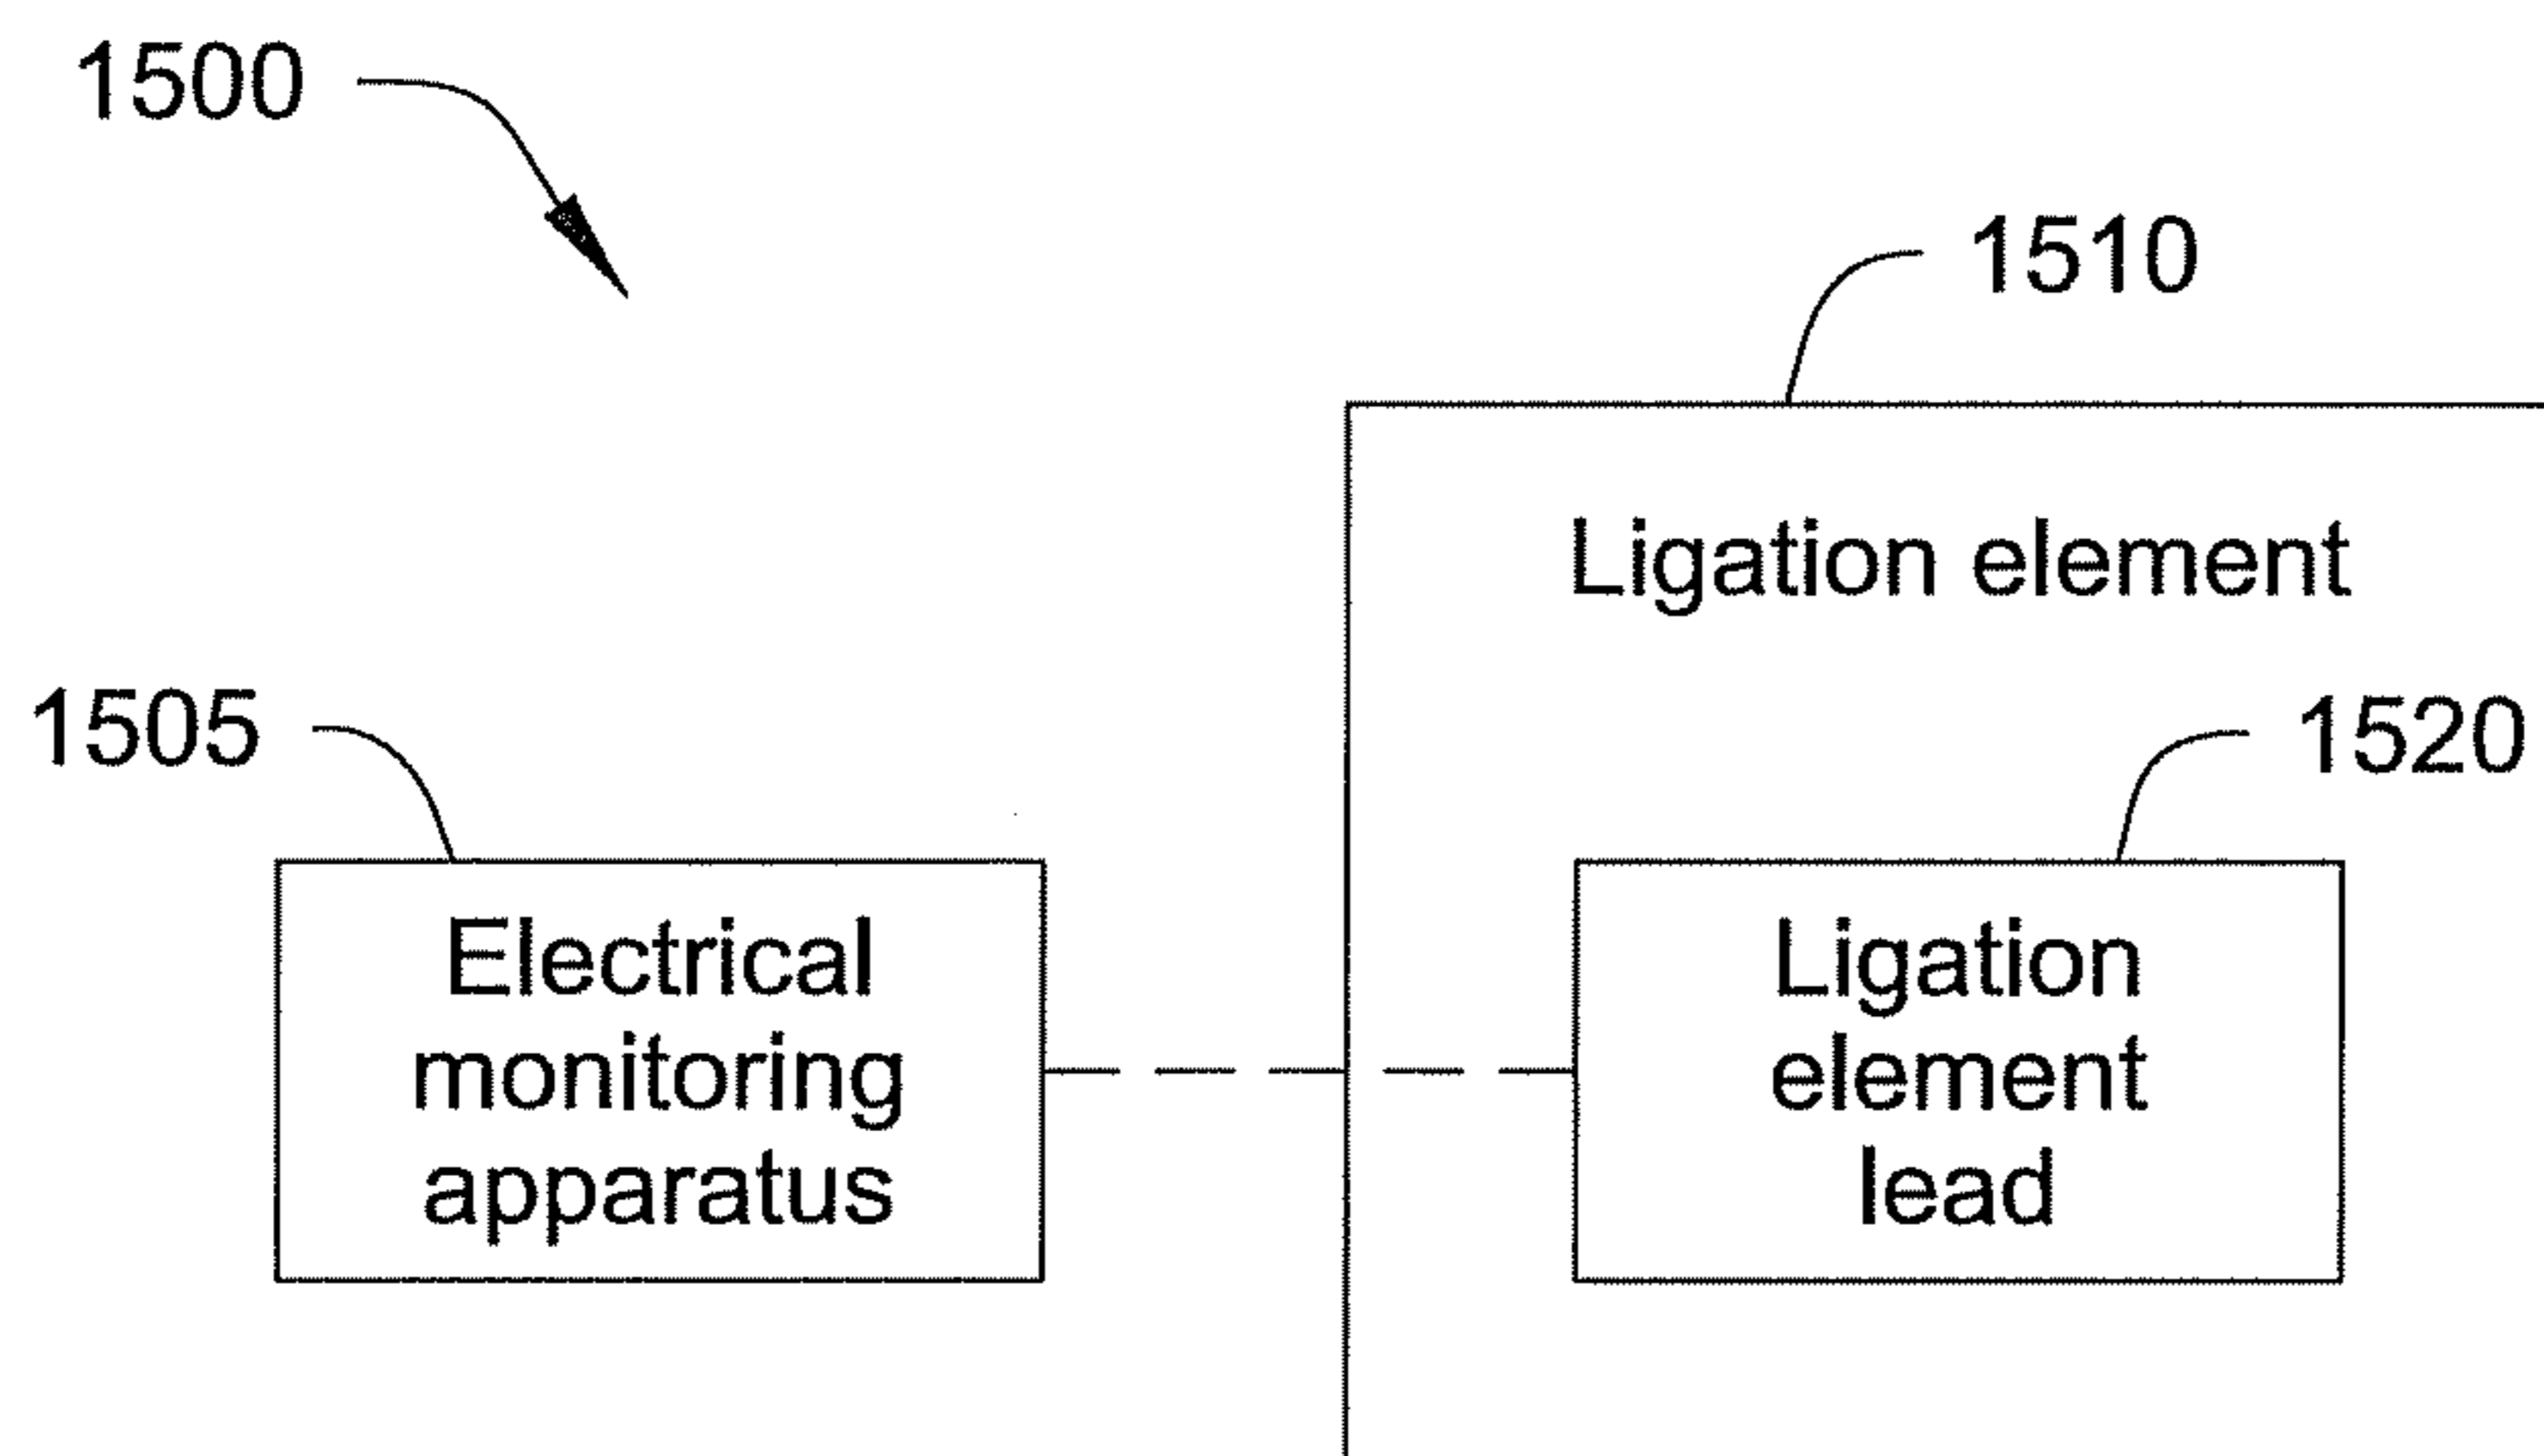 1500
1510
Ligation element
1505
1520
Electrical
monitoring
apparatus
Ligation
element
lead